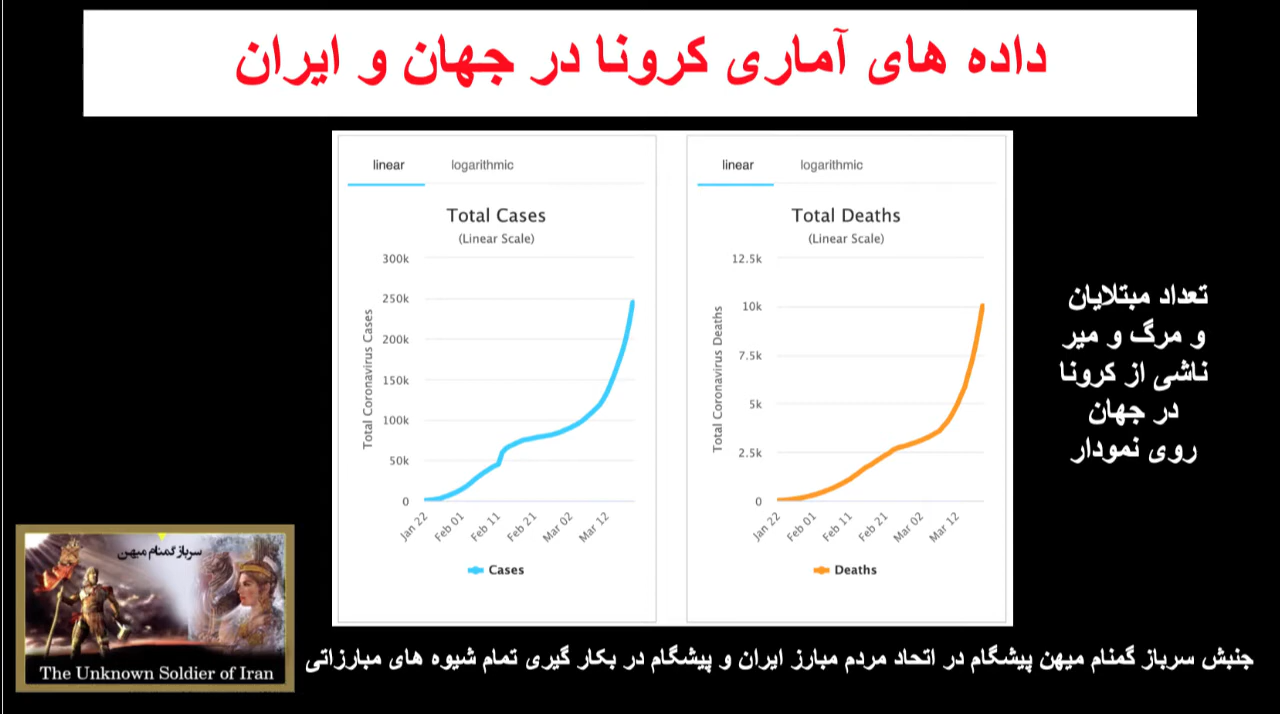 داده های آماری کرونا در جهان و ایران
linear
logarithmic
Total Cases
(Linear Scale)
Total Coronavirus Cases
300k
250k
200k
150k
100k
50k
0
Jan 22
Feb 01
Feb 11
Feb 21
Mar 02
Mar 12
Cases
linear
logarithmic
Total Deaths
(Linear Scale)
Total Coronavirus Deaths
12.5k
10k
7.5k
5k
2.5k
0
Jan 22
Feb 01
Feb 11
Feb 21
Mar 02
Mar 12
Deaths
تعداد مبتلایان
و مرگ و میر
ناشی از کرونا
در جهان
روی نمودار
سرباز گمنام میهن
The Unknown Soldier of Iran
جنبش سرباز گمنام میهن پیشگام در اتحاد مردم مبارز ایران و پیشگام در بکار گیری تمام شیوه های مبارزاتی